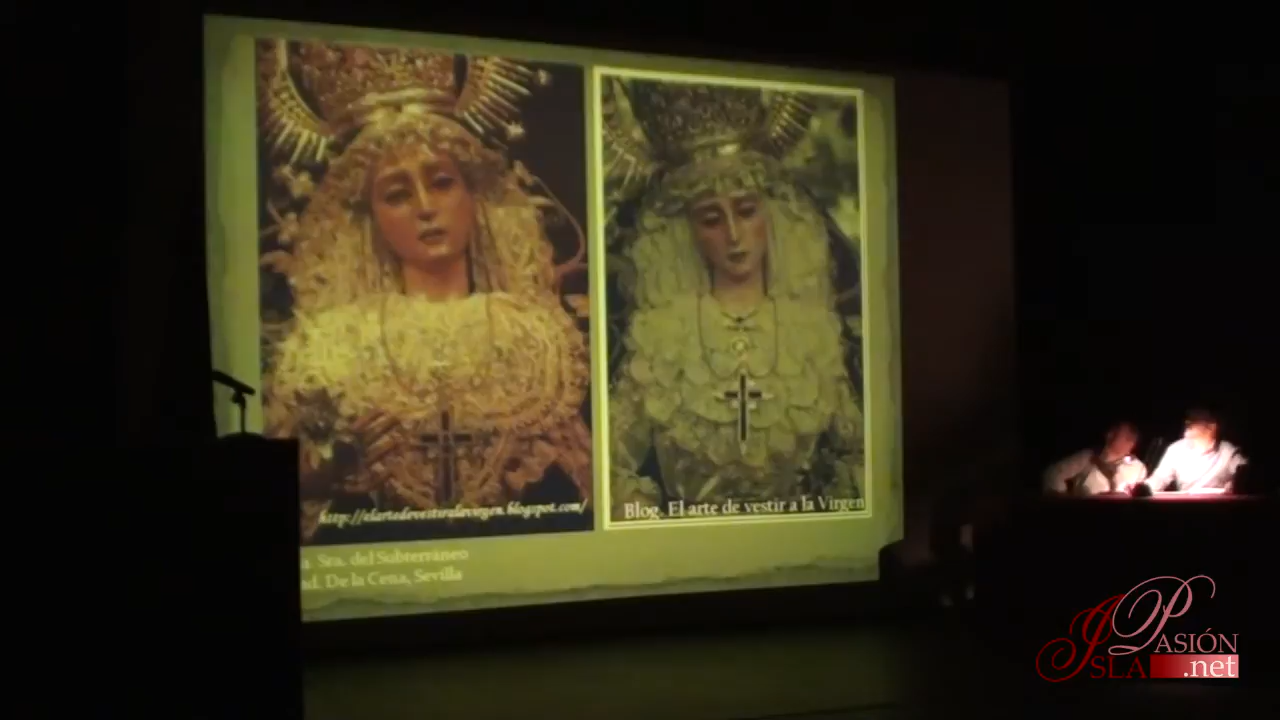 http://elartedevestiralavirgen.blogspot.com/
Blog. El arte de vestir a la Virgen
Sra. del Subterráneo
De la Cena, Sevilla
Isla
Pasión
.net